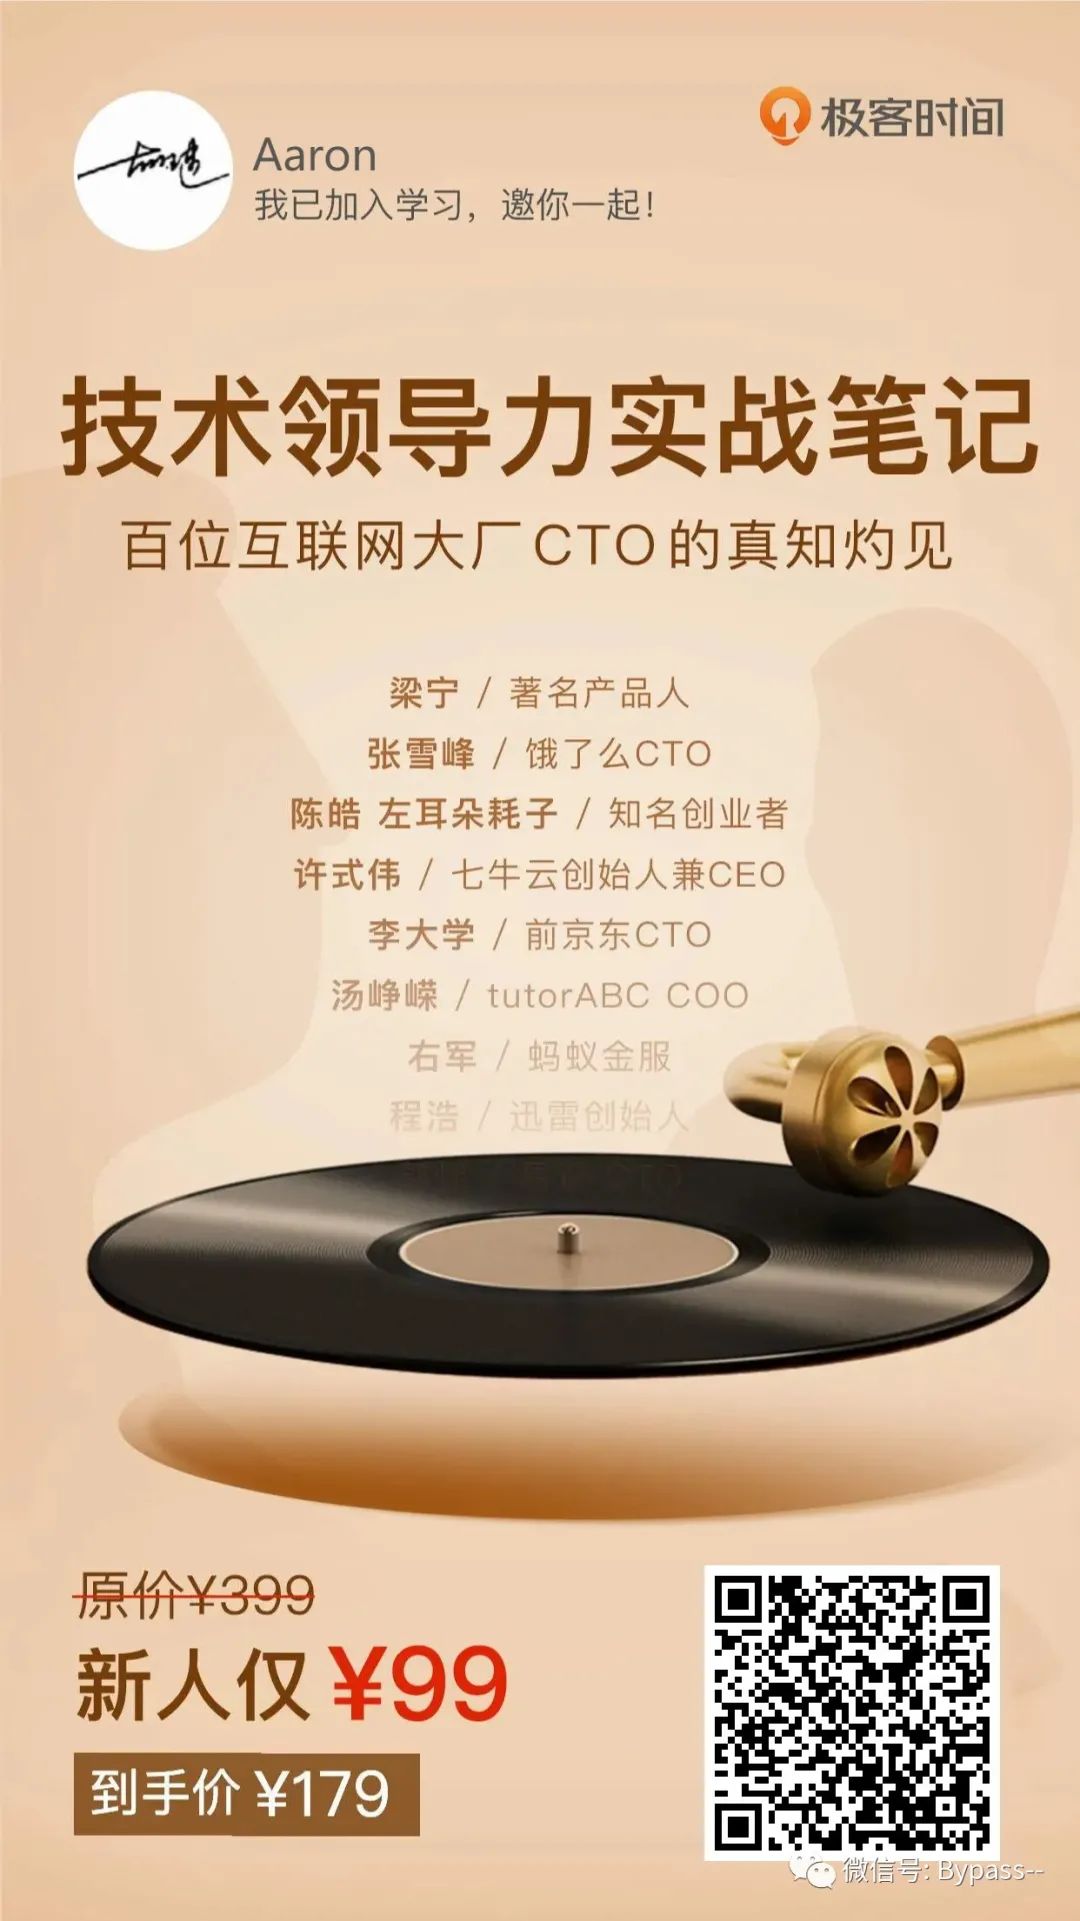 极客时间
Aaron
我已加入学习，邀你一起！
技术领导力实战笔记
百位互联网大厂CTO的真知灼见
梁宁 / 著名产品人
张雪峰 / 饿了么CTO
陈皓 左耳朵耗子 / 知名创业者
许式伟 / 七牛云创始人兼CEO
李大学 / 前京东CTO
汤峥嵘 / tutorABC COO
右军 / 蚂蚁金服
程浩 / 迅雷创始人
原价¥399
新人仅 ¥99
到手价 ¥179
微信号: Bypass--